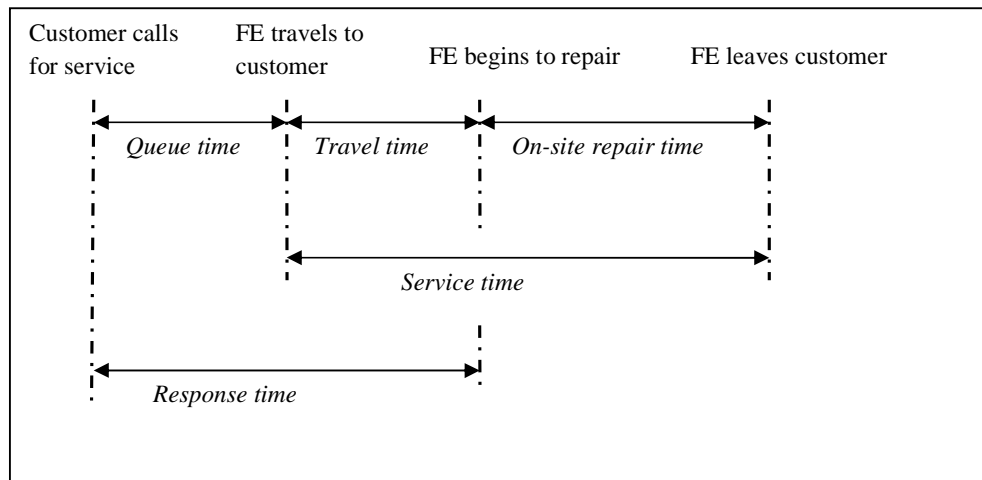 Customer calls
for service
FE travels to
customer
FE begins to repair
FE leaves customer
Queue time
Travel time
On-site repair time
Service time
Response time